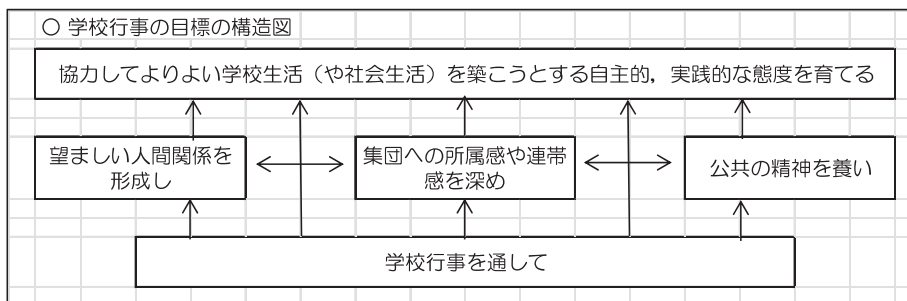 ○ 学校行事の目標の構造図
協力してよりよい学校生活（や社会生活）を築こうとする自主的，実践的な態度を育てる
望ましい人間関係を
形成し
集団への所属感や連帯
感を深め
公共の精神を養い
学校行事を通して